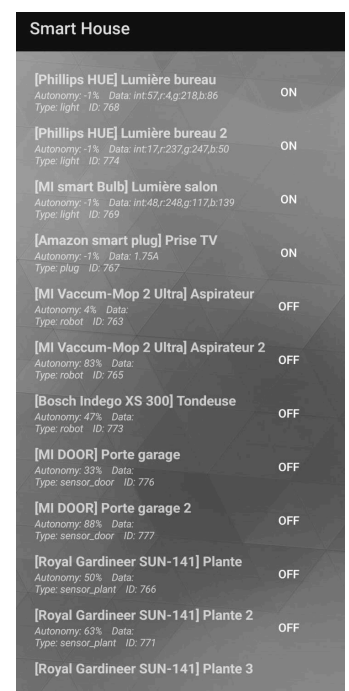 Smart House
[Phillips HUE] Lumière bureau
Autonomy: -1% Data: int:57,r:4,g:218,b:86
Type: light ID: 768
ON
[Phillips HUE] Lumière bureau 2
Autonomy: -1% Data: int:17,r:237,g:247,b:50
Type: light ID: 774
ON
[MI smart Bulb] Lumière salon
Autonomy: -1% Data: int:48,r:248,g:117,b:139
Type: light ID: 769
ON
[Amazon smart plug] Prise TV
Autonomy: -1% Data: 1.75A
Type: plug ID: 767
ON
[MI Vaccum-Mop 2 Ultra] Aspirateur
Autonomy: 4% Data:
Type: robot ID: 763
OFF
[MI Vaccum-Mop 2 Ultra] Aspirateur 2
Autonomy: 83% Data:
Type: robot ID: 765
OFF
[Bosch Indego XS 300] Tondeuse
Autonomy: 47% Data:
Type: robot ID: 773
OFF
[MI DOOR] Porte garage
Autonomy: 33% Data:
Type: sensor_door ID: 776
OFF
[MI DOOR] Porte garage 2
Autonomy: 88% Data:
Type: sensor_door ID: 777
OFF
[Royal Gardineer SUN-141] Plante
Autonomy: 50% Data:
Type: sensor_plant ID: 766
OFF
[Royal Gardineer SUN-141] Plante 2
Autonomy: 63% Data:
Type: sensor_plant ID: 771
OFF
[Royal Gardineer SUN-141] Plante 3